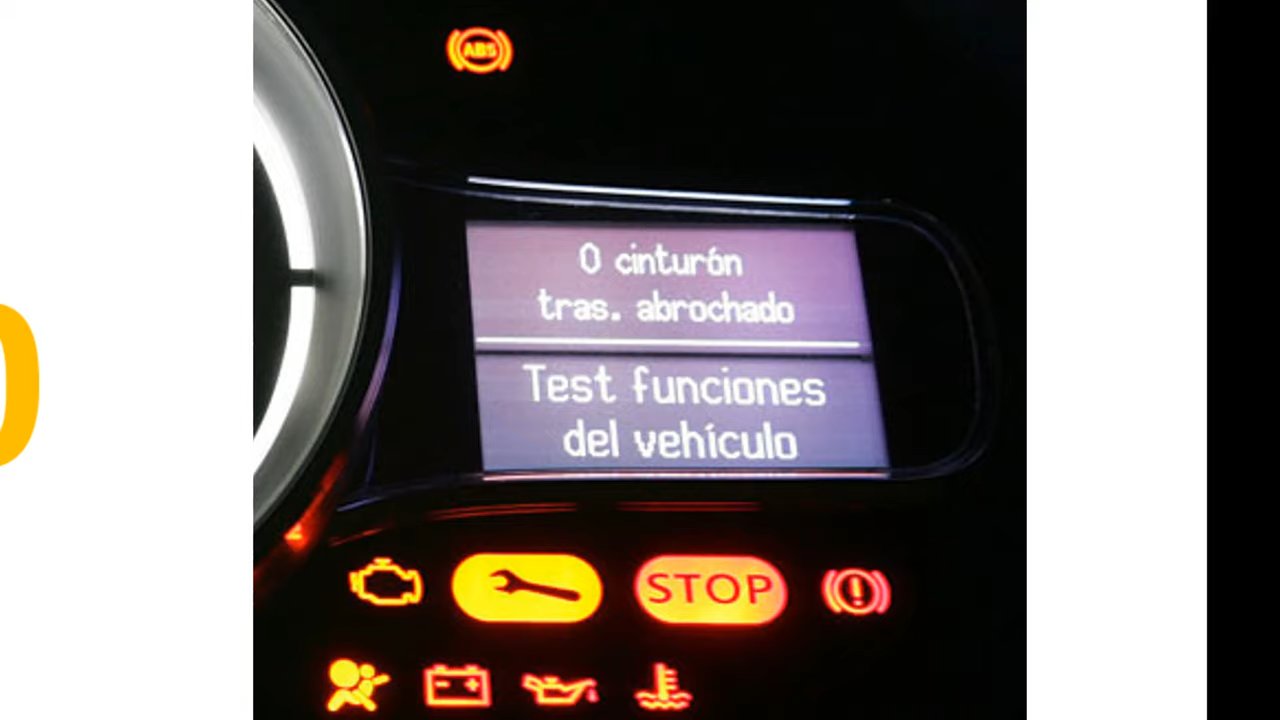 ABS
0 cinturón
tras. abrochado
Test funciones
del vehículo
STOP